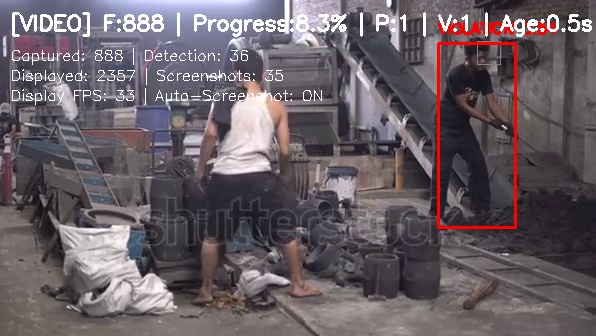 [VIDEO] F:888 | Progress:8.3% | P:1 | V:1 | Age:0.5s
Captured: 888 | Detection: 36
Displayed: 2357 | Screenshots: 35
Display FPS: 33 | Auto-Screenshot: ON
shutterstock